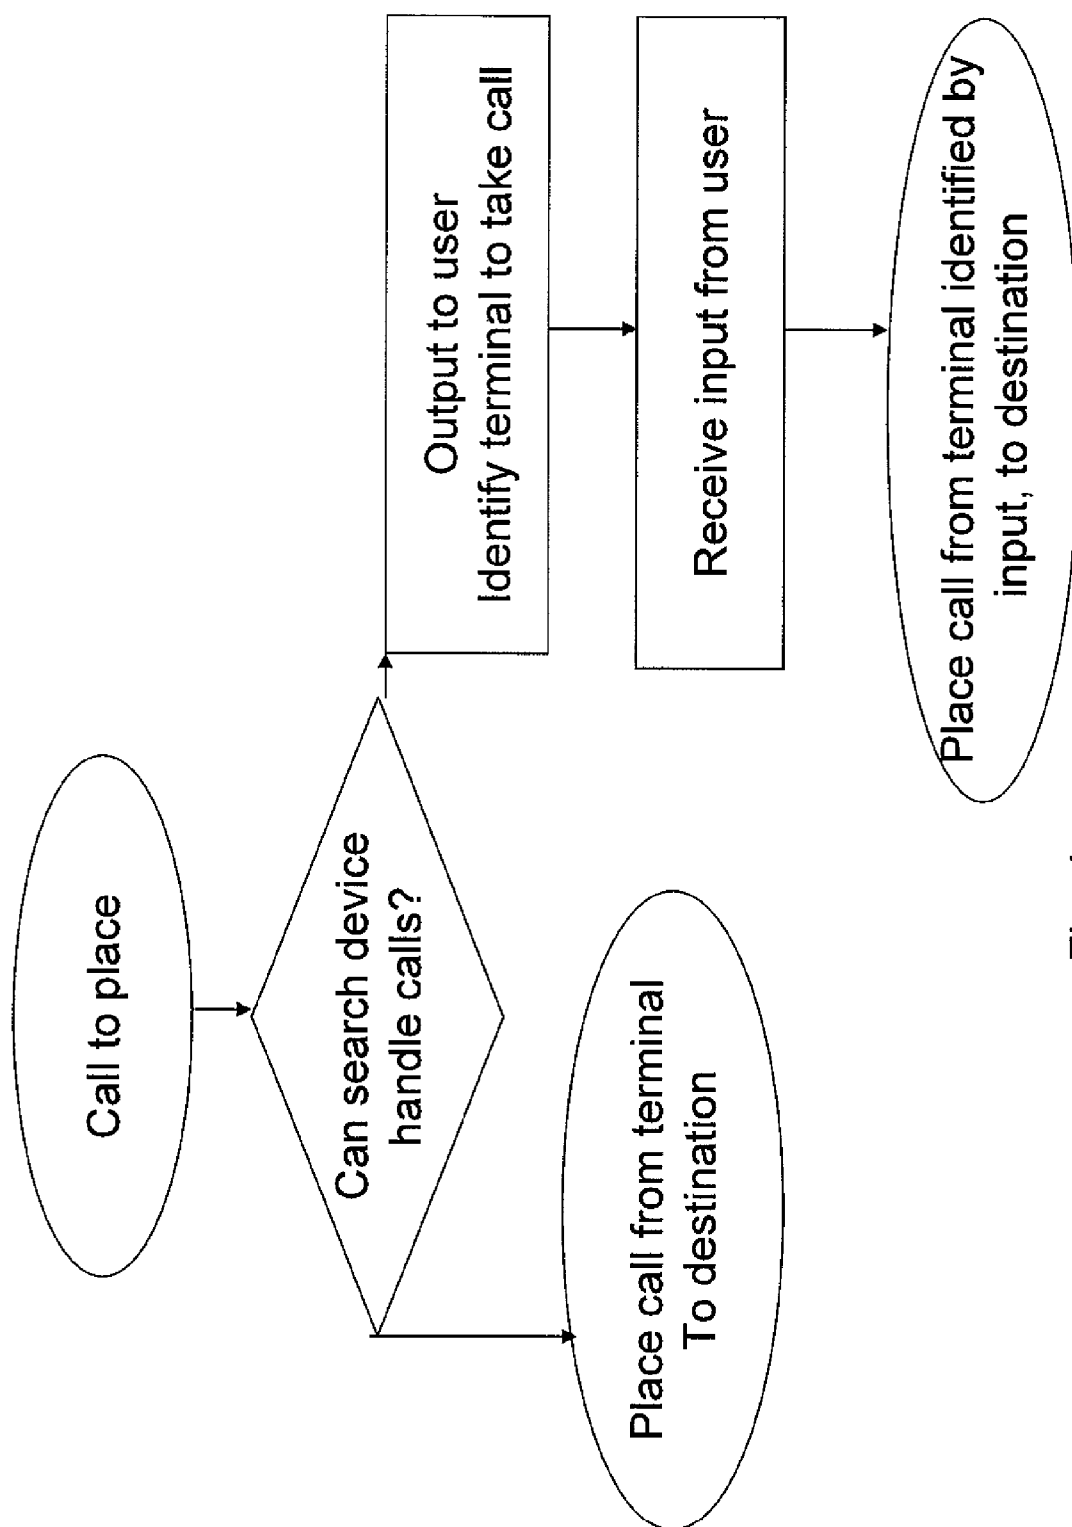 Call to place
Can search device
handle calls?
Output to user
Identify terminal to take call
Receive input from user
Place call from terminal
To destination
Place call from terminal identified by
input, to destination